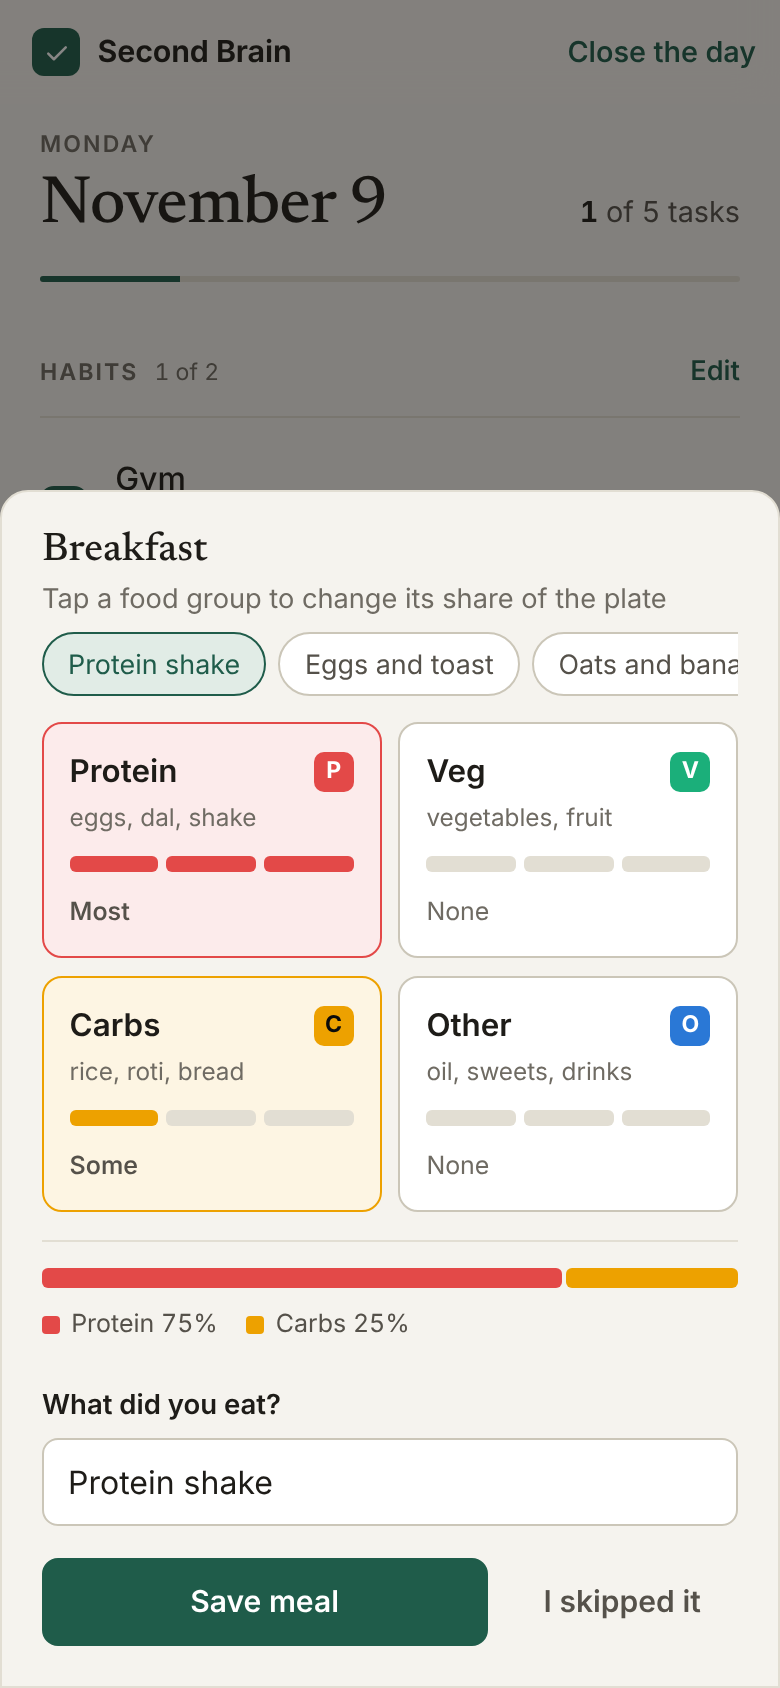 Second Brain
Close the day
MONDAY
November 9
1 of 5 tasks
HABITS 1 of 2
Edit
Gym
Breakfast
Tap a food group to change its share of the plate
Protein shake
Eggs and toast
Oats and bana
Protein
P
eggs, dal, shake
Most
Veg
V
vegetables, fruit
None
Carbs
C
rice, roti, bread
Some
Other
O
oil, sweets, drinks
None
Protein 75%
Carbs 25%
What did you eat?
Protein shake
Save meal
I skipped it